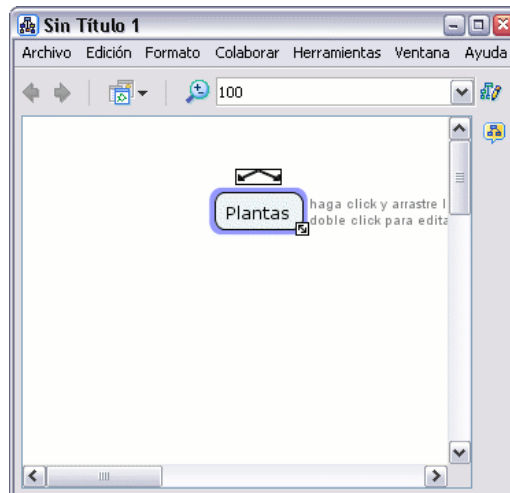 Sin Título 1
Archivo Edición Formato Colaborar Herramientas Ventana Ayuda
100
Plantas
haga click y arrastre l
doble click para edita